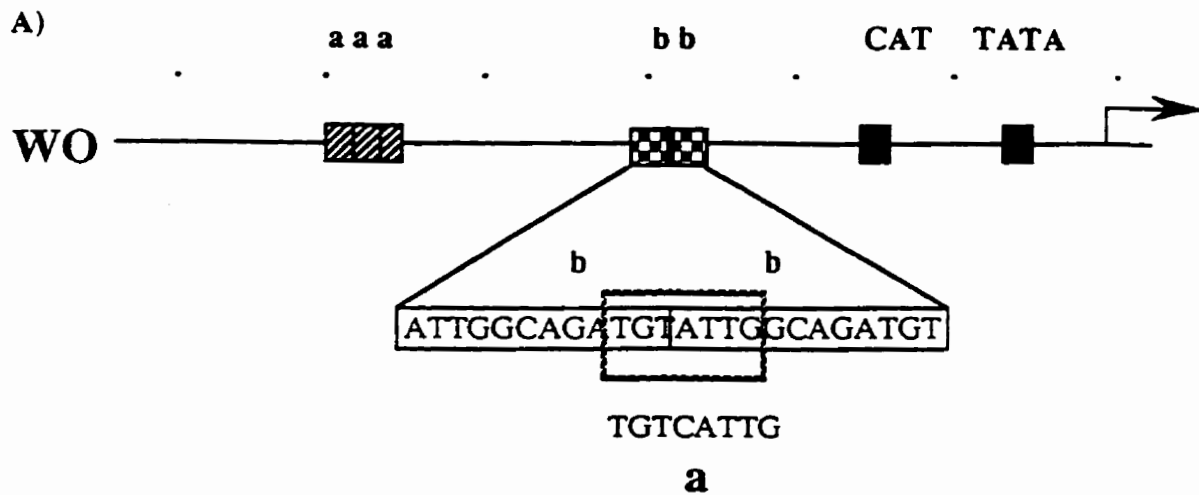 A)
a a a b b CAT TATA
WO
b b
ATTGGCAGATGTATTGGCAGATGT
TGTCATTG
a